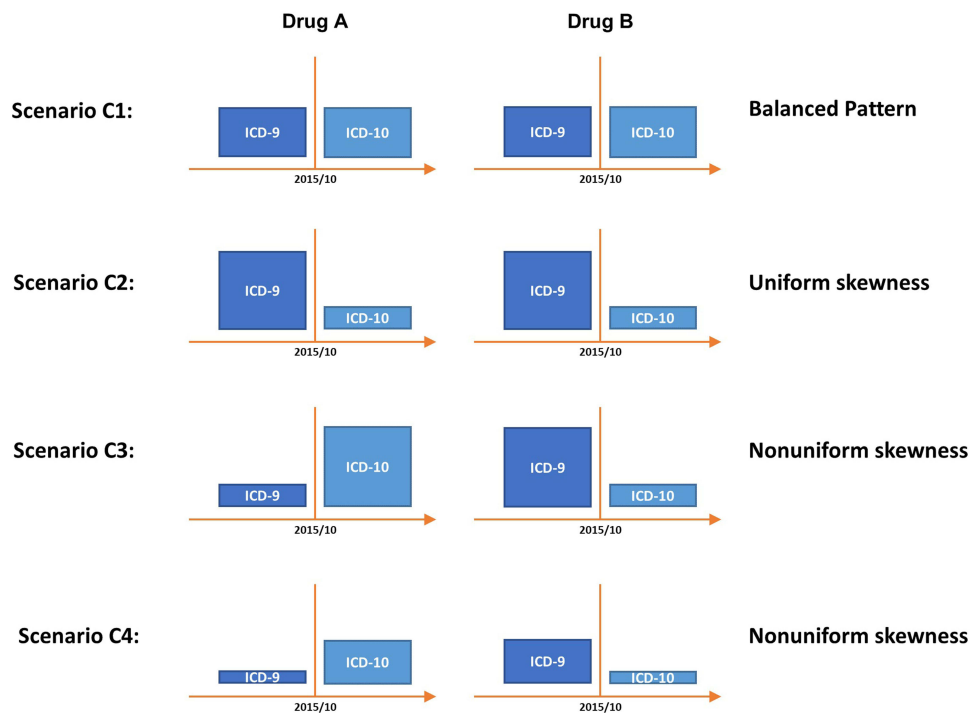 Drug A Drug B
Scenario C1: ICD-9 ICD-10 ICD-9 ICD-10 Balanced Pattern
2015/10 2015/10
Scenario C2: ICD-9 ICD-10 ICD-9 ICD-10 Uniform skewness
2015/10 2015/10
Scenario C3: ICD-9 ICD-10 ICD-9 ICD-10 Nonuniform skewness
2015/10 2015/10
Scenario C4: ICD-9 ICD-10 ICD-9 ICD-10 Nonuniform skewness
2015/10 2015/10